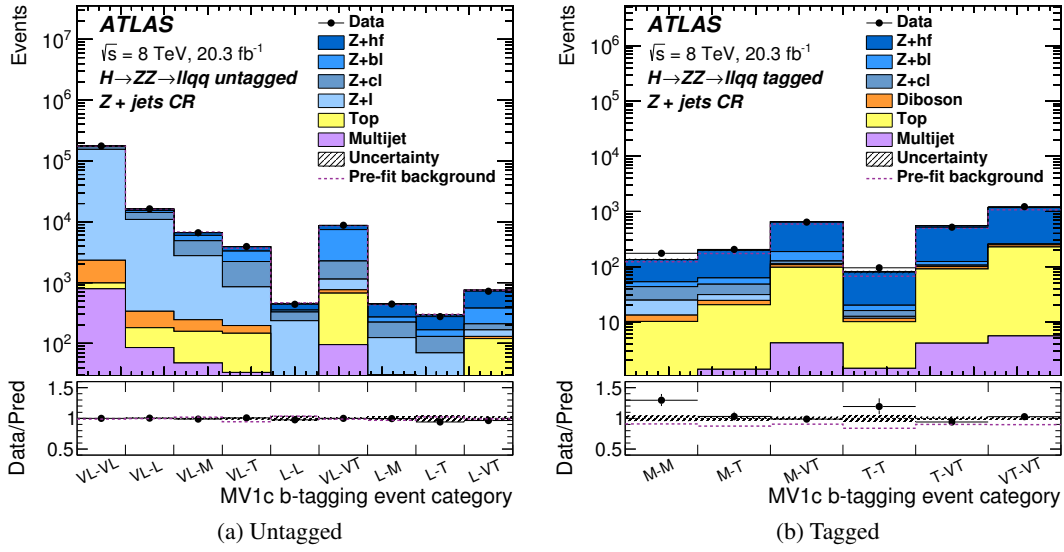 Events
ATLAS
√s = 8 TeV, 20.3 fb⁻¹
H→ZZ→llqq untagged
Z + jets CR
Data
Z+hf
Z+bl
Z+cl
Z+l
Top
Multijet
Uncertainty
Pre-fit background
10⁷
10⁶
10⁵
10⁴
10³
10²
Data/Pred
1.5
1
0.5
VL-VL VL-L VL-M VL-T L-L VL-VT L-M L-T L-VT
MV1c b-tagging event category
(a) Untagged
Events
ATLAS
√s = 8 TeV, 20.3 fb⁻¹
H→ZZ→llqq tagged
Z + jets CR
Data
Z+hf
Z+bl
Z+cl
Diboson
Top
Multijet
Uncertainty
Pre-fit background
10⁶
10⁵
10⁴
10³
10²
10
Data/Pred
1.5
1
0.5
M-M M-T M-VT T-T T-VT VT-VT
MV1c b-tagging event category
(b) Tagged